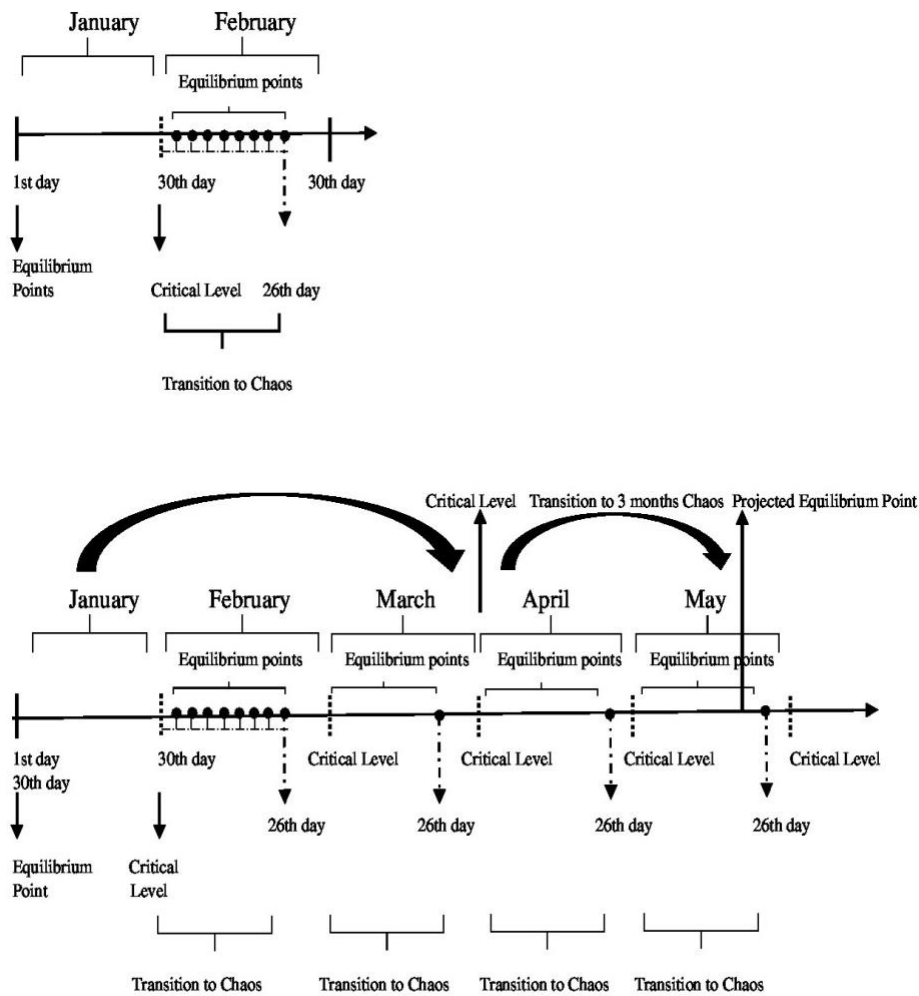 January
February
Equilibrium points
1st day
30th day
30th day
Equilibrium
Points
Critical Level
26th day
Transition to Chaos
Critical Level
Transition to 3 months Chaos
Projected Equilibrium Point
January
February
March
April
May
Equilibrium points
Equilibrium points
Equilibrium points
Equilibrium points
1st day
30th day
30th day
Critical Level
Critical Level
Critical Level
Critical Level
26th day
26th day
26th day
26th day
Equilibrium
Point
Critical
Level
Transition to Chaos
Transition to Chaos
Transition to Chaos
Transition to Chaos